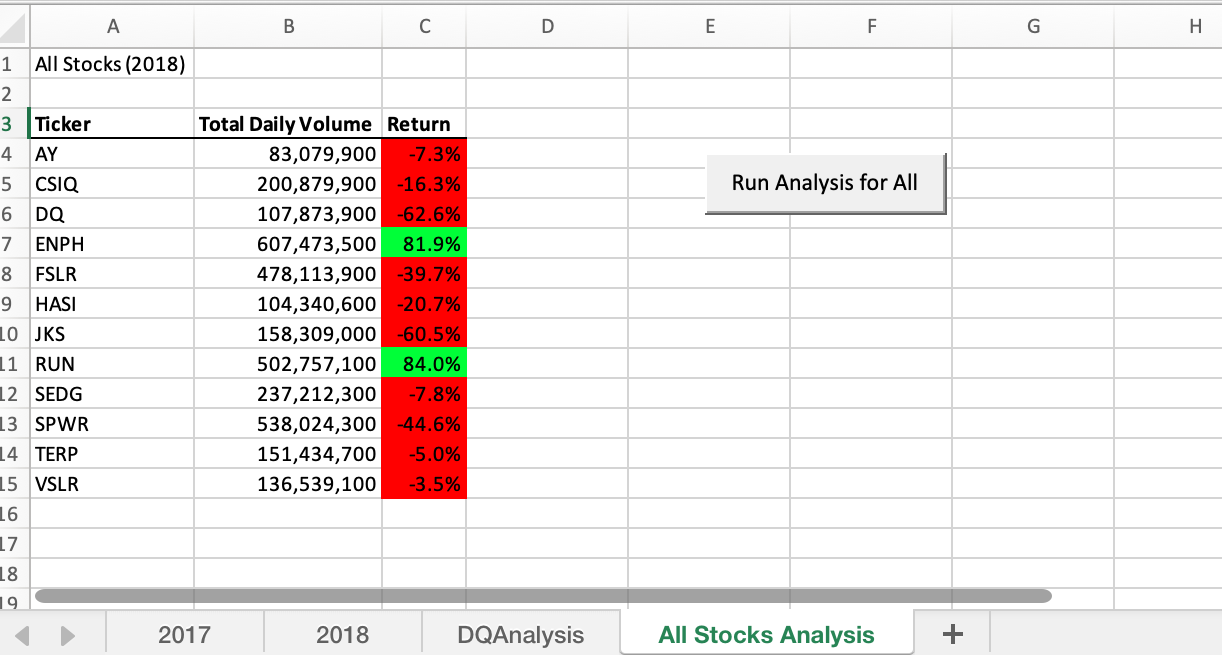 A B C D E F G H
1 All Stocks (2018)
2
3 Ticker Total Daily Volume Return
4 AY 83,079,900 -7.3%
5 CSIQ 200,879,900 -16.3%
6 DQ 107,873,900 -62.6%
7 ENPH 607,473,500 81.9%
8 FSLR 478,113,900 -39.7%
9 HASI 104,340,600 -20.7%
10 JKS 158,309,000 -60.5%
11 RUN 502,757,100 84.0%
12 SEDG 237,212,300 -7.8%
13 SPWR 538,024,300 -44.6%
14 TERP 151,434,700 -5.0%
15 VSLR 136,539,100 -3.5%
Run Analysis for All
16
17
18
19
2017 2018 DQAnalysis All Stocks Analysis +